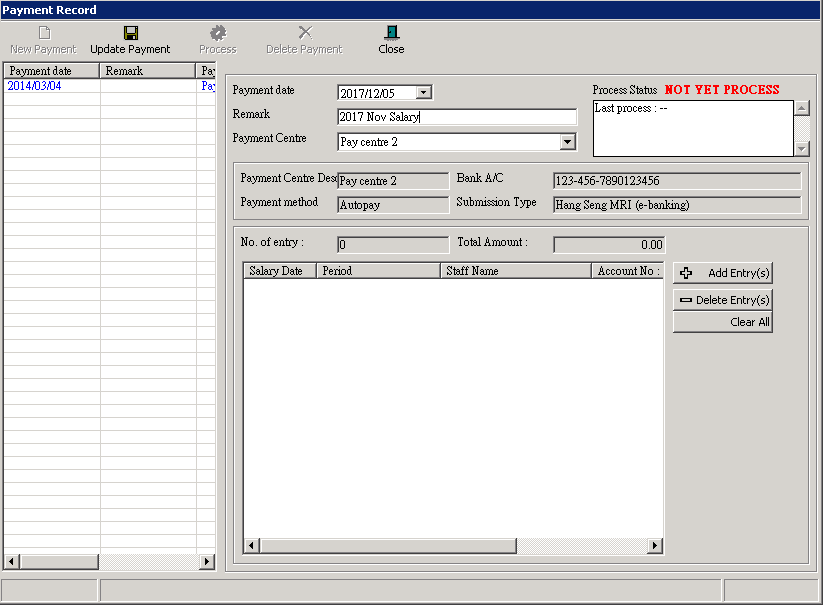 Payment Record
New Payment Update Payment Process Delete Payment Close
Payment date Remark Pay
2014/03/04 Pay
Payment date 2017/12/05
Remark 2017 Nov Salary
Payment Centre Pay centre 2
Process Status NOT YET PROCESS
Last process : --
Payment Centre Desc Pay centre 2 Bank A/C 123-456-7890123456
Payment method Autopay Submission Type Hang Seng MRI (e-banking)
No. of entry : 0 Total Amount : 0.00
Salary Date Period Staff Name Account No :
Add Entry(s)
Delete Entry(s)
Clear All